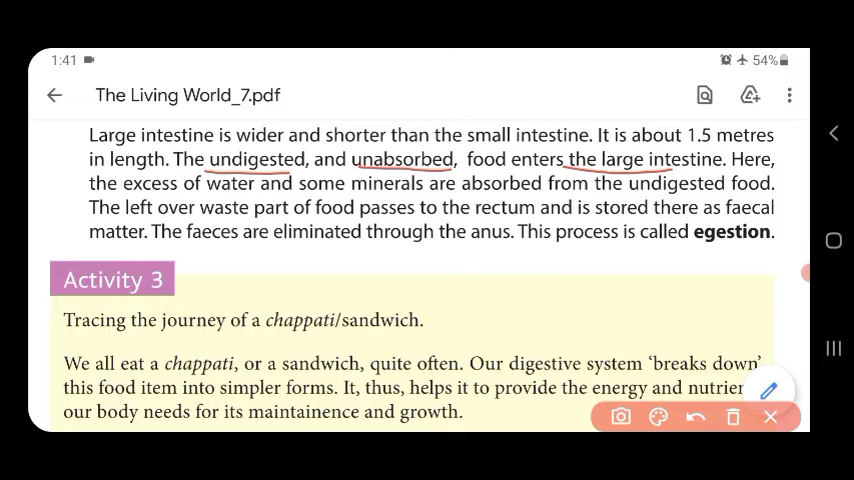 1:41
54%
The Living World_7.pdf
Large intestine is wider and shorter than the small intestine. It is about 1.5 metres
in length. The undigested, and unabsorbed, food enters the large intestine. Here,
the excess of water and some minerals are absorbed from the undigested food.
The left over waste part of food passes to the rectum and is stored there as faecal
matter. The faeces are eliminated through the anus. This process is called egestion.
Activity 3
Tracing the journey of a chappati/sandwich.
We all eat a chappati, or a sandwich, quite often. Our digestive system ‘breaks down’
this food item into simpler forms. It, thus, helps it to provide the energy and nutrien
our body needs for its maintainence and growth.